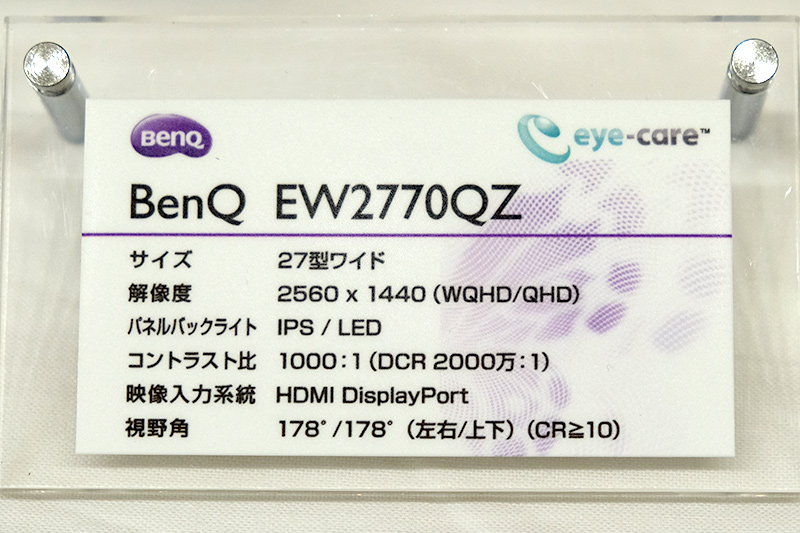 BenQ
eye-care™
BenQ EW2770QZ
サイズ 27型ワイド
解像度 2560 x 1440 (WQHD/QHD)
パネルバックライト IPS / LED
コントラスト比 1000:1 (DCR 2000万:1)
映像入力系統 HDMI DisplayPort
視野角 178°/178° (左右/上下) (CR≧10)